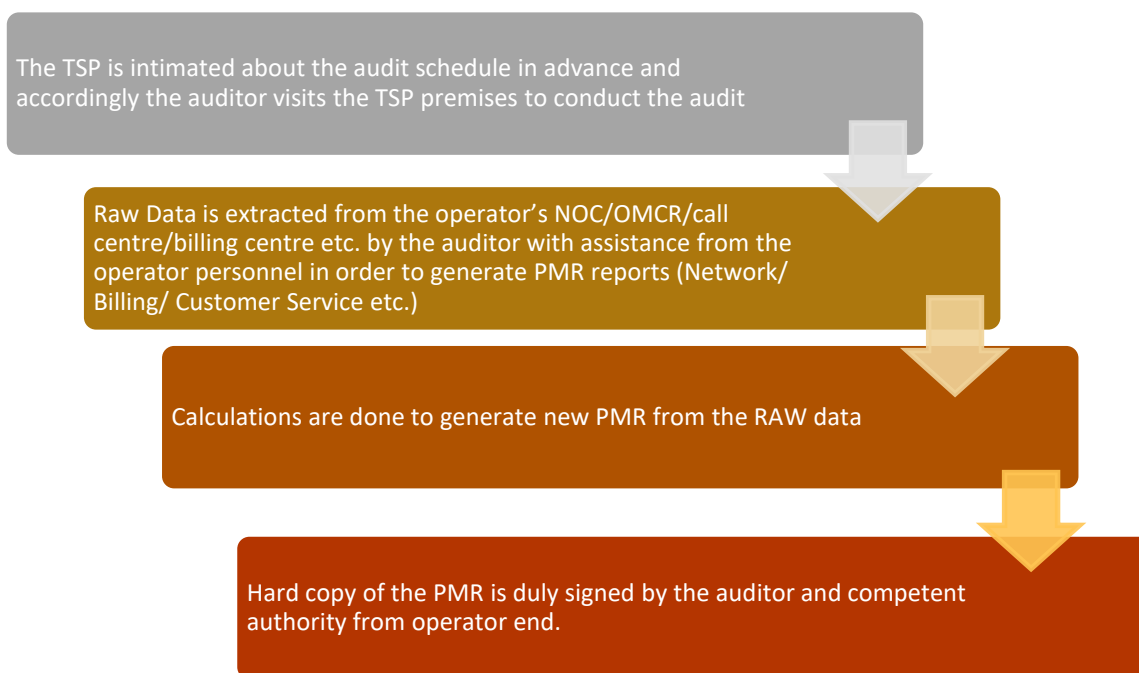 The TSP is intimated about the audit schedule in advance and
accordingly the auditor visits the TSP premises to conduct the audit
Raw Data is extracted from the operator’s NOC/OMCR/call
centre/billing centre etc. by the auditor with assistance from the
operator personnel in order to generate PMR reports (Network/
Billing/ Customer Service etc.)
Calculations are done to generate new PMR from the RAW data
Hard copy of the PMR is duly signed by the auditor and competent
authority from operator end.